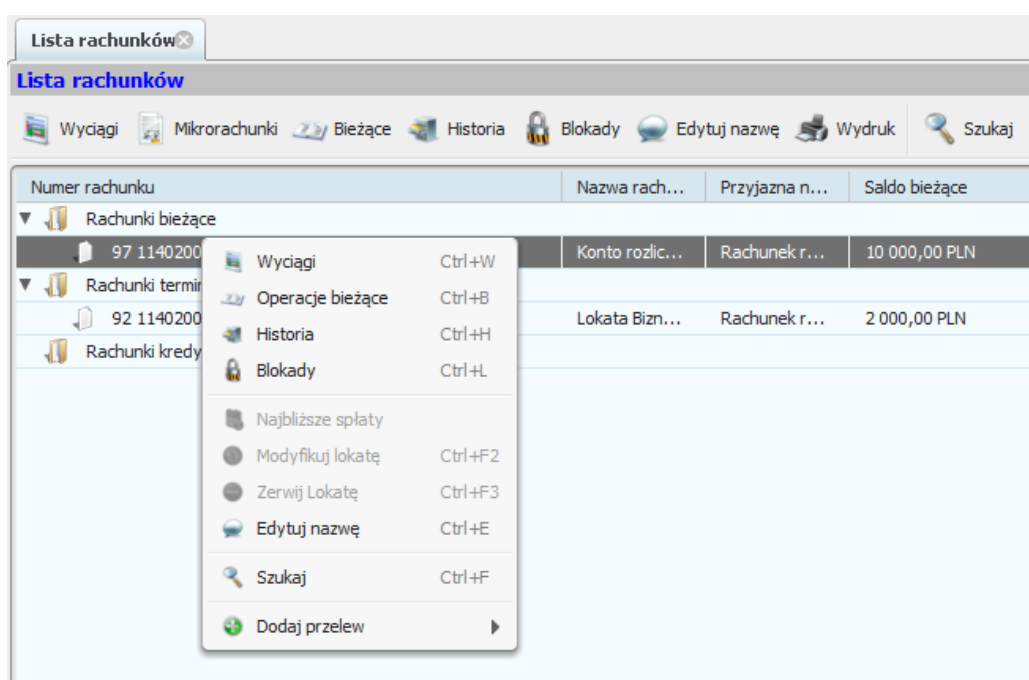 Lista rachunków
Lista rachunków
Wyciągi Mikrorachunki Bieżące Historia Blokady Edytuj nazwę Wydruk Szukaj
Numer rachunku Nazwa rach... Przyjazna n... Saldo bieżące
Rachunki bieżące
97 1140200 Konto rozlic... Rachunek r... 10 000,00 PLN
Rachunki termin
92 1140200 Lokata Bizn... Rachunek r... 2 000,00 PLN
Rachunki kredy
Wyciągi Ctrl+W
Operacje bieżące Ctrl+B
Historia Ctrl+H
Blokady Ctrl+L
Najbliższe spłaty
Modyfikuj lokatę Ctrl+F2
Zerwij Lokatę Ctrl+F3
Edytuj nazwę Ctrl+E
Szukaj Ctrl+F
Dodaj przelew